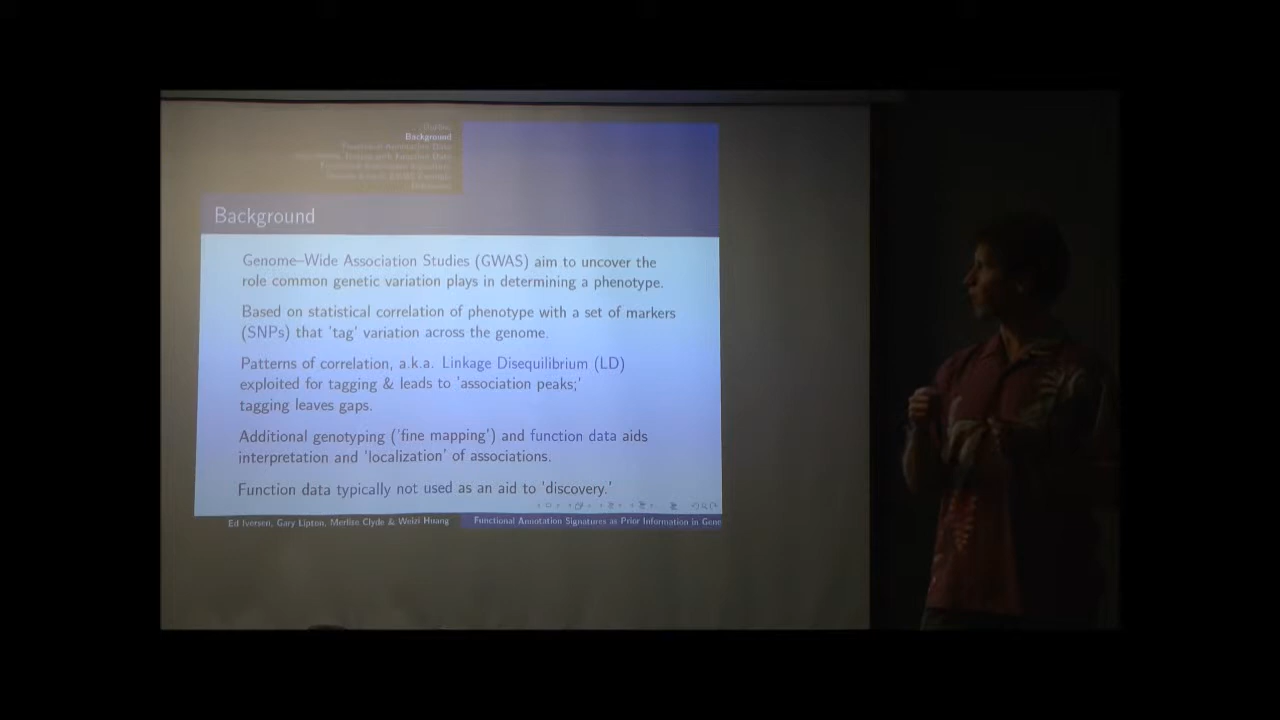 Background
Functional Annotation Data
Background
Genome–Wide Association Studies (GWAS) aim to uncover the
role common genetic variation plays in determining a phenotype.
Based on statistical correlation of phenotype with a set of markers
(SNPs) that 'tag' variation across the genome.
Patterns of correlation, a.k.a. Linkage Disequilibrium (LD)
exploited for tagging & leads to 'association peaks;'
tagging leaves gaps.
Additional genotyping ('fine mapping') and function data aids
interpretation and 'localization' of associations.
Function data typically not used as an aid to 'discovery.'
Ed Iversen, Gary Lipton, Merlise Clyde & Weizi Huang
Functional Annotation Signatures as Prior Information in Gene